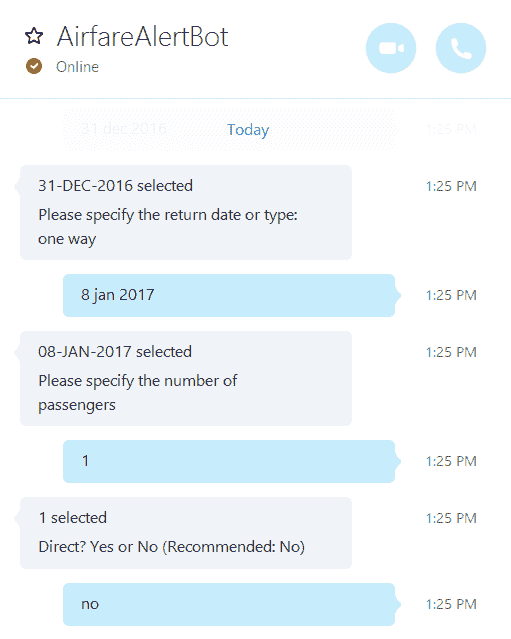 AirfareAlertBot
Online
31 dec 2016
Today
1:25 PM
31-DEC-2016 selected
1:25 PM
Please specify the return date or type:
one way
8 jan 2017
1:25 PM
08-JAN-2017 selected
1:25 PM
Please specify the number of
passengers
1
1:25 PM
1 selected
1:25 PM
Direct? Yes or No (Recommended: No)
no
1:25 PM